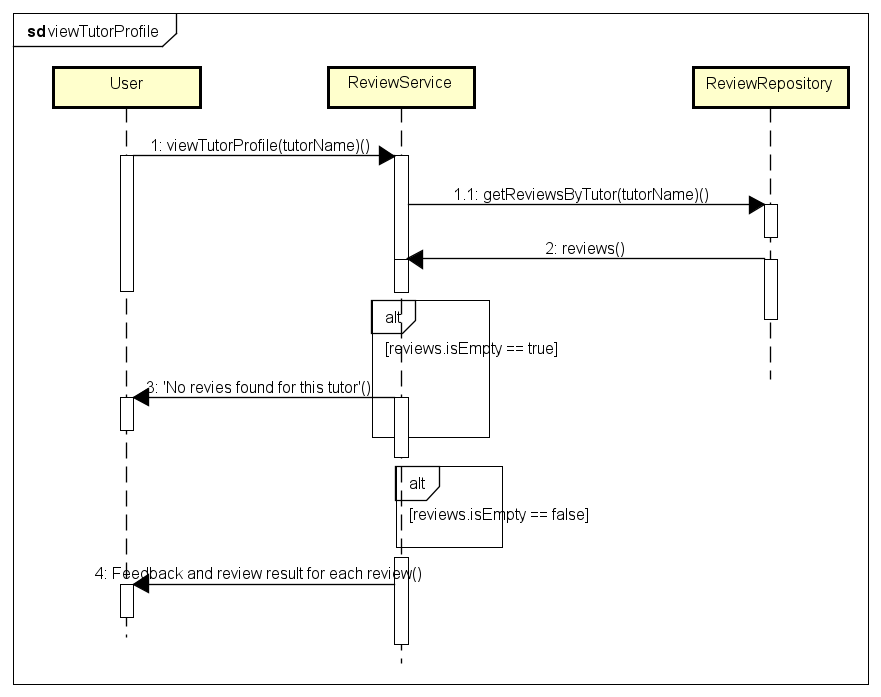 sd viewTutorProfile
User
ReviewService
ReviewRepository
1: viewTutorProfile(tutorName)()
1.1: getReviewsByTutor(tutorName)()
2: reviews()
alt
[reviews.isEmpty == true]
3: 'No revies found for this tutor'()
alt
[reviews.isEmpty == false]
4: Feedback and review result for each review()